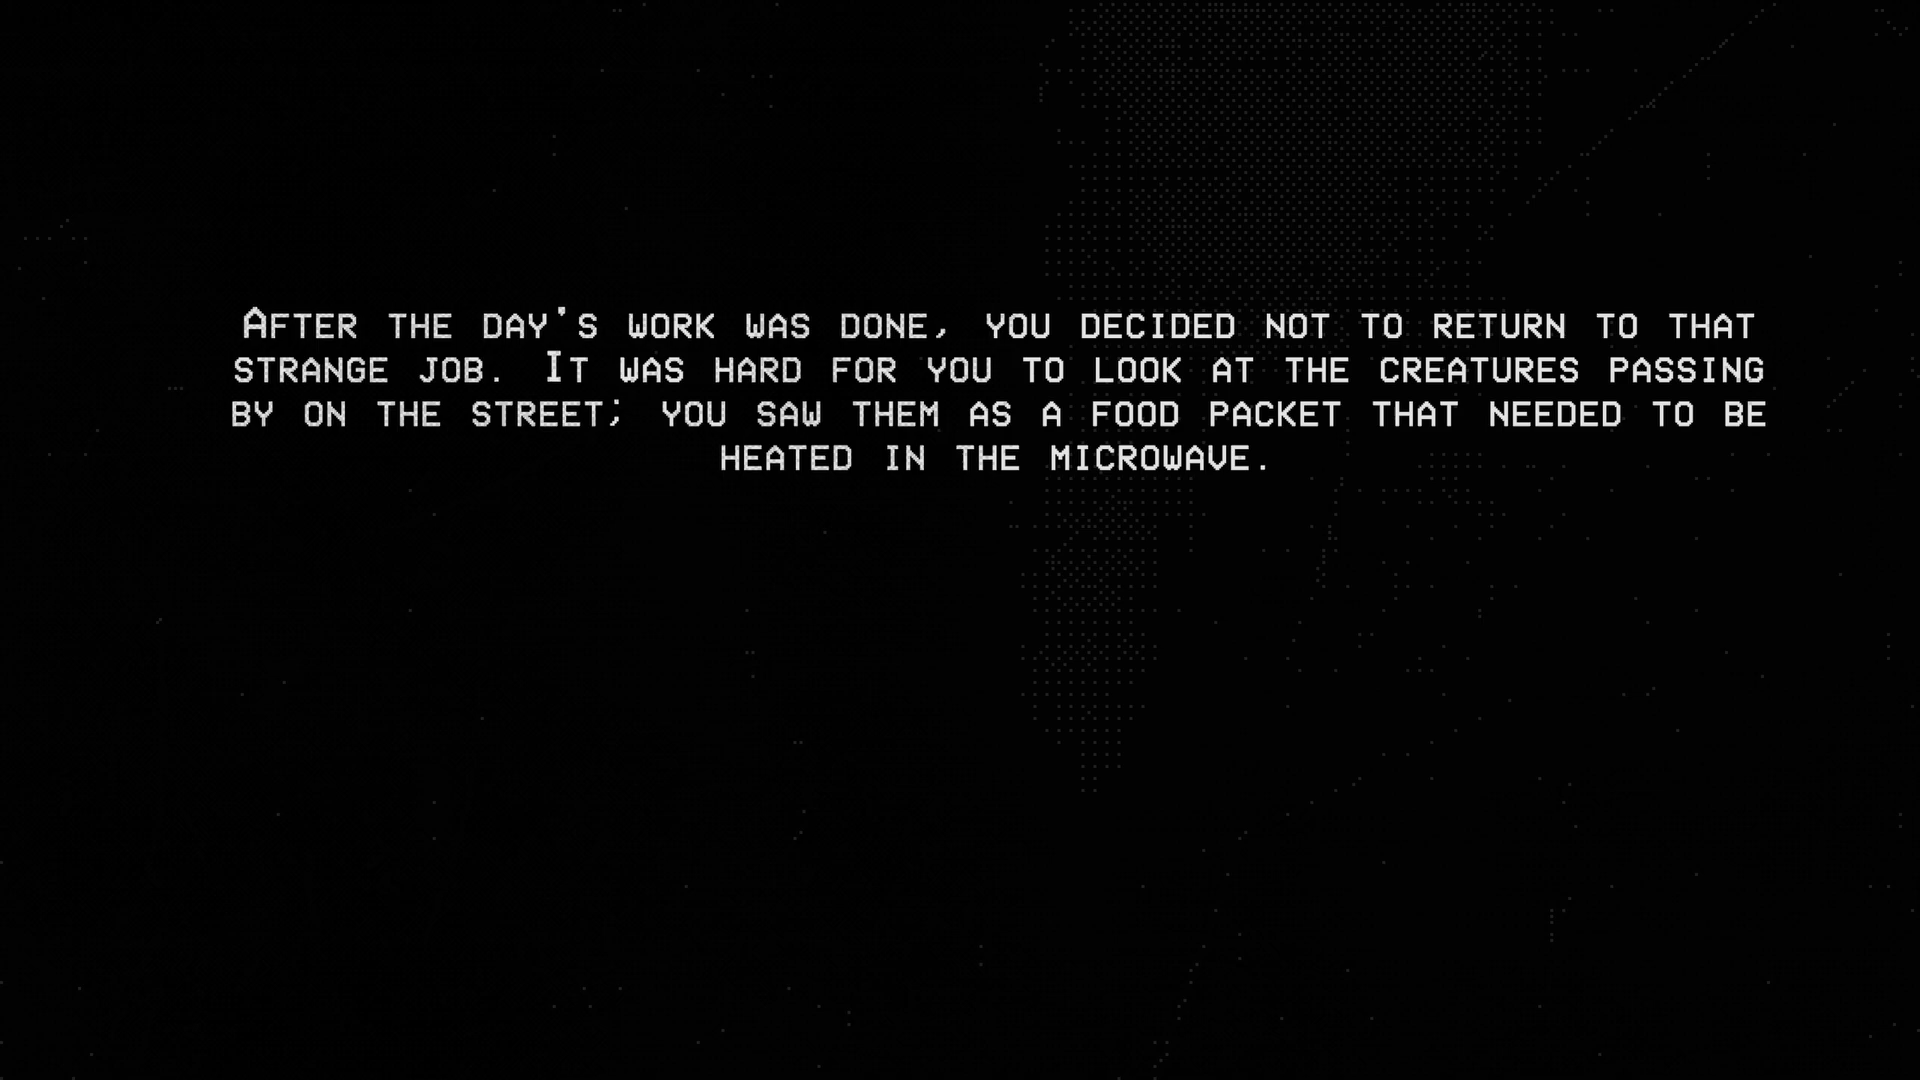 After the day's work was done, you decided not to return to that
strange job. It was hard for you to look at the creatures passing
by on the street; you saw them as a food packet that needed to be
heated in the microwave.